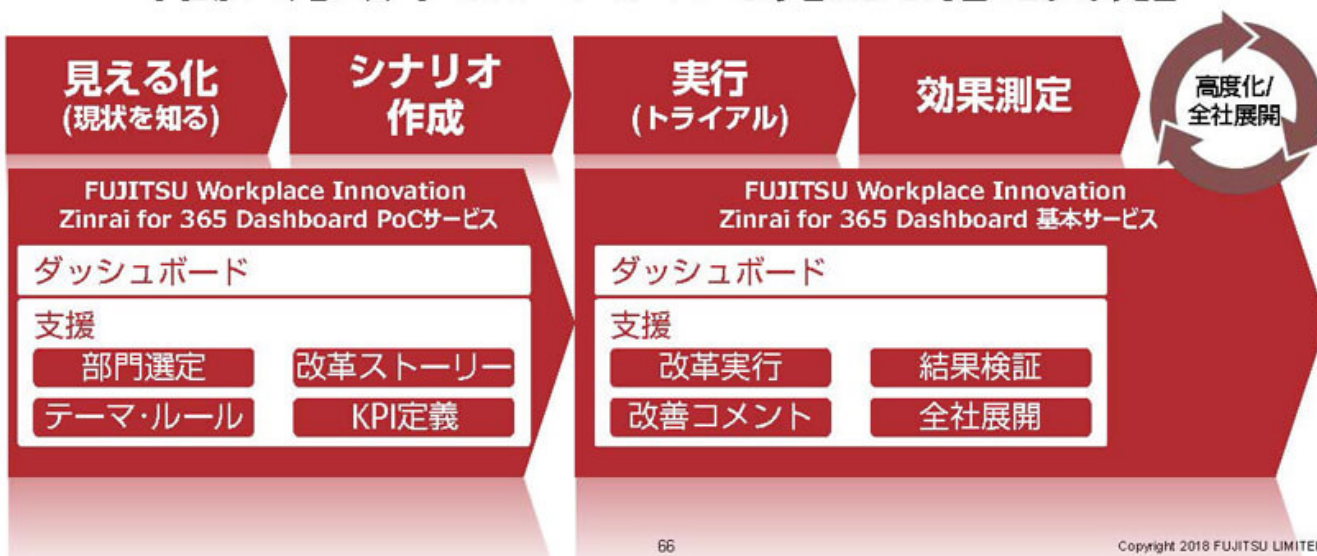 見える化
(現状を知る)
シナリオ
作成
実行
(トライアル)
効果測定
高度化/
全社展開
FUJITSU Workplace Innovation
Zinrai for 365 Dashboard PoCサービス
ダッシュボード
支援
部門選定
改革ストーリー
テーマ・ルール
KPI定義
FUJITSU Workplace Innovation
Zinrai for 365 Dashboard 基本サービス
ダッシュボード
支援
改革実行
結果検証
改善コメント
全社展開
66
Copyright 2018 FUJITSU LIMITE